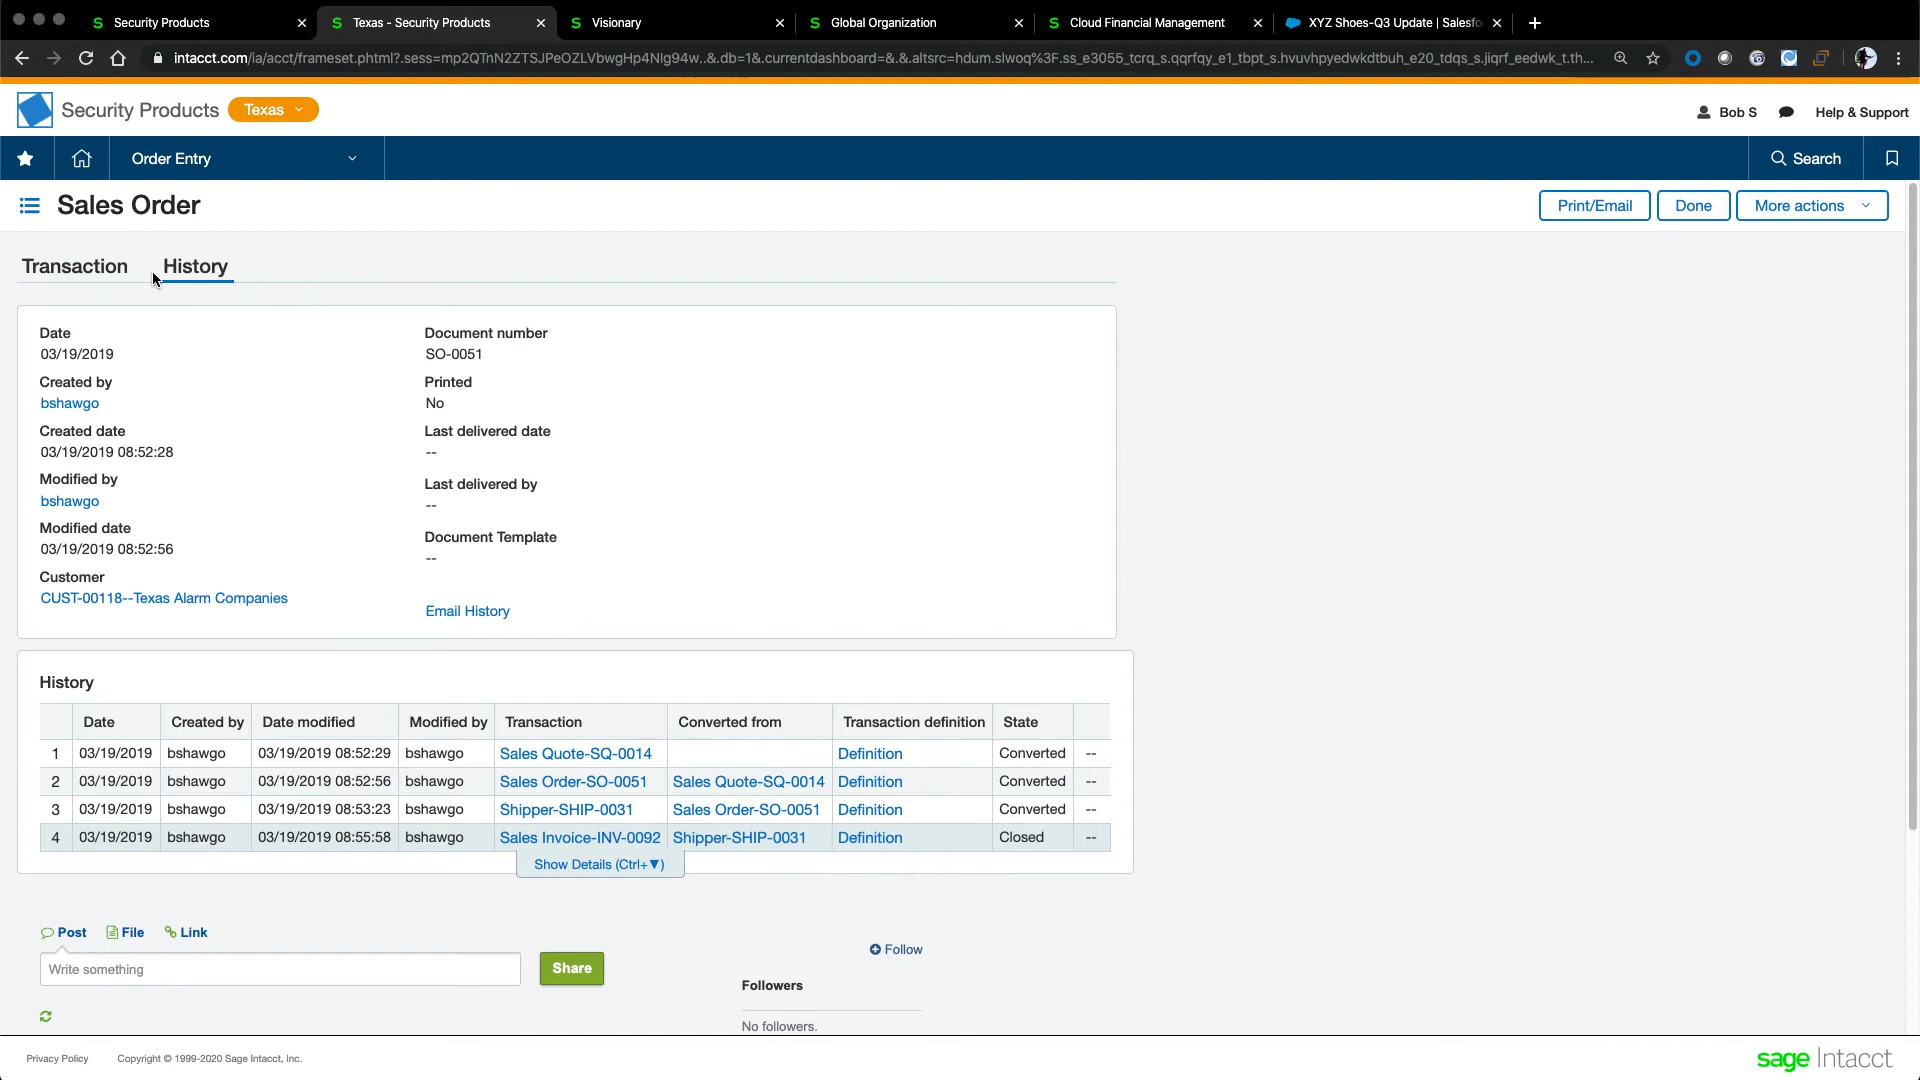 Security Products
Texas - Security Products
Visionary
Global Organization
Cloud Financial Management
XYZ Shoes-Q3 Update | Salesfo
intacct.com/ia/acct/frameset.phtml?.sess=mp2QTnN2ZTSJPeOZLVbwgHp4NIg94w..&.db=1&.currentdashboard=&.&.altsrc=hdum.slwoq%3F.ss_e3055_tcrq_s.qqrfqy_e1_tbpt_s.hvuvhpyedwkdtbuh_e20_tdqs_s.jiqrf_eedwk_t.th...
Security Products
Texas
Bob S
Help & Support
Order Entry
Search
Sales Order
Print/Email
Done
More actions
Transaction
History
Date
03/19/2019
Created by
bshawgo
Created date
03/19/2019 08:52:28
Modified by
bshawgo
Modified date
03/19/2019 08:52:56
Customer
CUST-00118--Texas Alarm Companies
Document number
SO-0051
Printed
No
Last delivered date
--
Last delivered by
--
Document Template
--
Email History
History
Date Created by Date modified Modified by Transaction Converted from Transaction definition State
1 03/19/2019 bshawgo 03/19/2019 08:52:29 bshawgo Sales Quote-SQ-0014 Definition Converted --
2 03/19/2019 bshawgo 03/19/2019 08:52:56 bshawgo Sales Order-SO-0051 Sales Quote-SQ-0014 Definition Converted --
3 03/19/2019 bshawgo 03/19/2019 08:53:23 bshawgo Shipper-SHIP-0031 Sales Order-SO-0051 Definition Converted --
4 03/19/2019 bshawgo 03/19/2019 08:55:58 bshawgo Sales Invoice-INV-0092 Shipper-SHIP-0031 Definition Closed --
Show Details (Ctrl+▼)
Post File Link
Write something
Share
Follow
Followers
No followers.
Privacy Policy
Copyright © 1999-2020 Sage Intacct, Inc.
sage Intacct